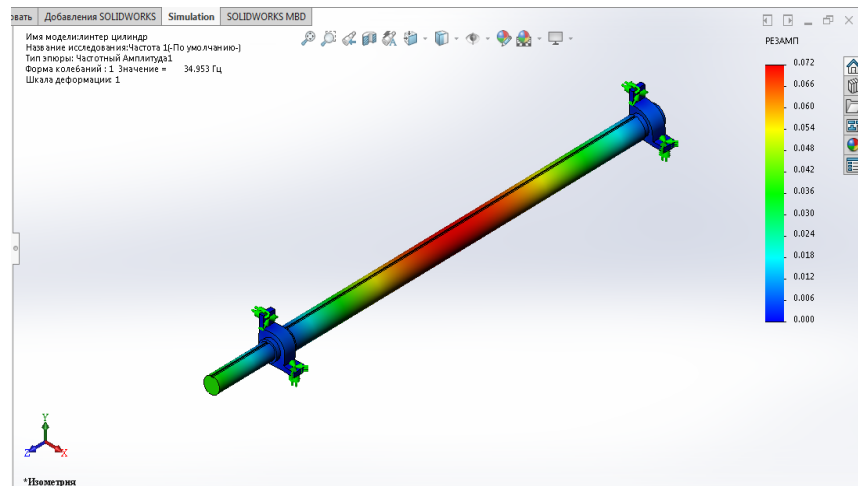 овать Добавления SOLIDWORKS Simulation SOLIDWORKS MBD
Имя модели:линтер цилиндр
Название исследования:Частота 1(-По умолчанию-)
Тип эпюры: Частотный Амплитуда1
Форма колебаний : 1 Значение = 34.953 Гц
Шкала деформации: 1
РЕЗАМП
0.072
0.066
0.060
0.054
0.048
0.042
0.036
0.030
0.024
0.018
0.012
0.006
0.000
Y
Z X
*Изометрия